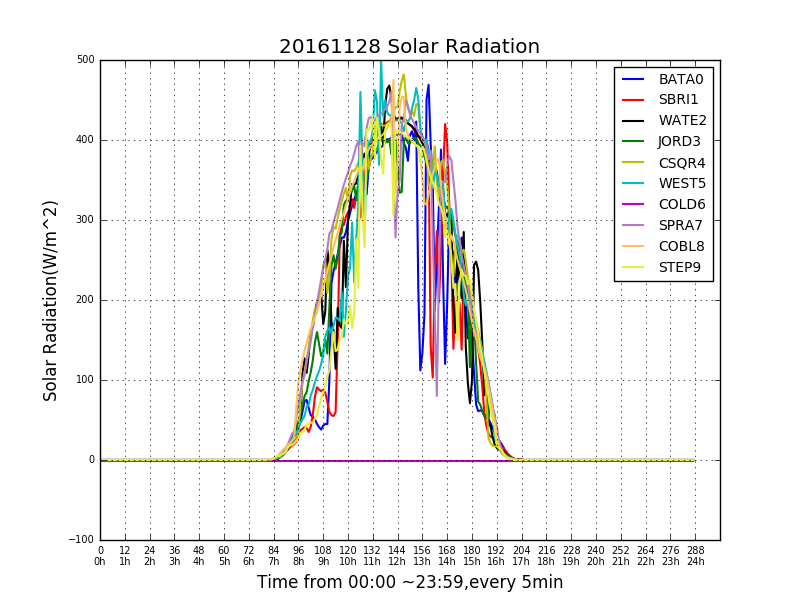 20161128 Solar Radiation
Solar Radiation(W/m^2)
500
400
300
200
100
0
−100
BATA0
SBRI1
WATE2
JORD3
CSQR4
WEST5
COLD6
SPRA7
COBL8
STEP9
0 12 24 36 48 60 72 84 96 108 120 132 144 156 168 180 192 204 216 228 240 252 264 276 288
0h 1h 2h 3h 4h 5h 6h 7h 8h 9h 10h 11h 12h 13h 14h 15h 16h 17h 18h 19h 20h 21h 22h 23h 24h
Time from 00:00 ~23:59,every 5min